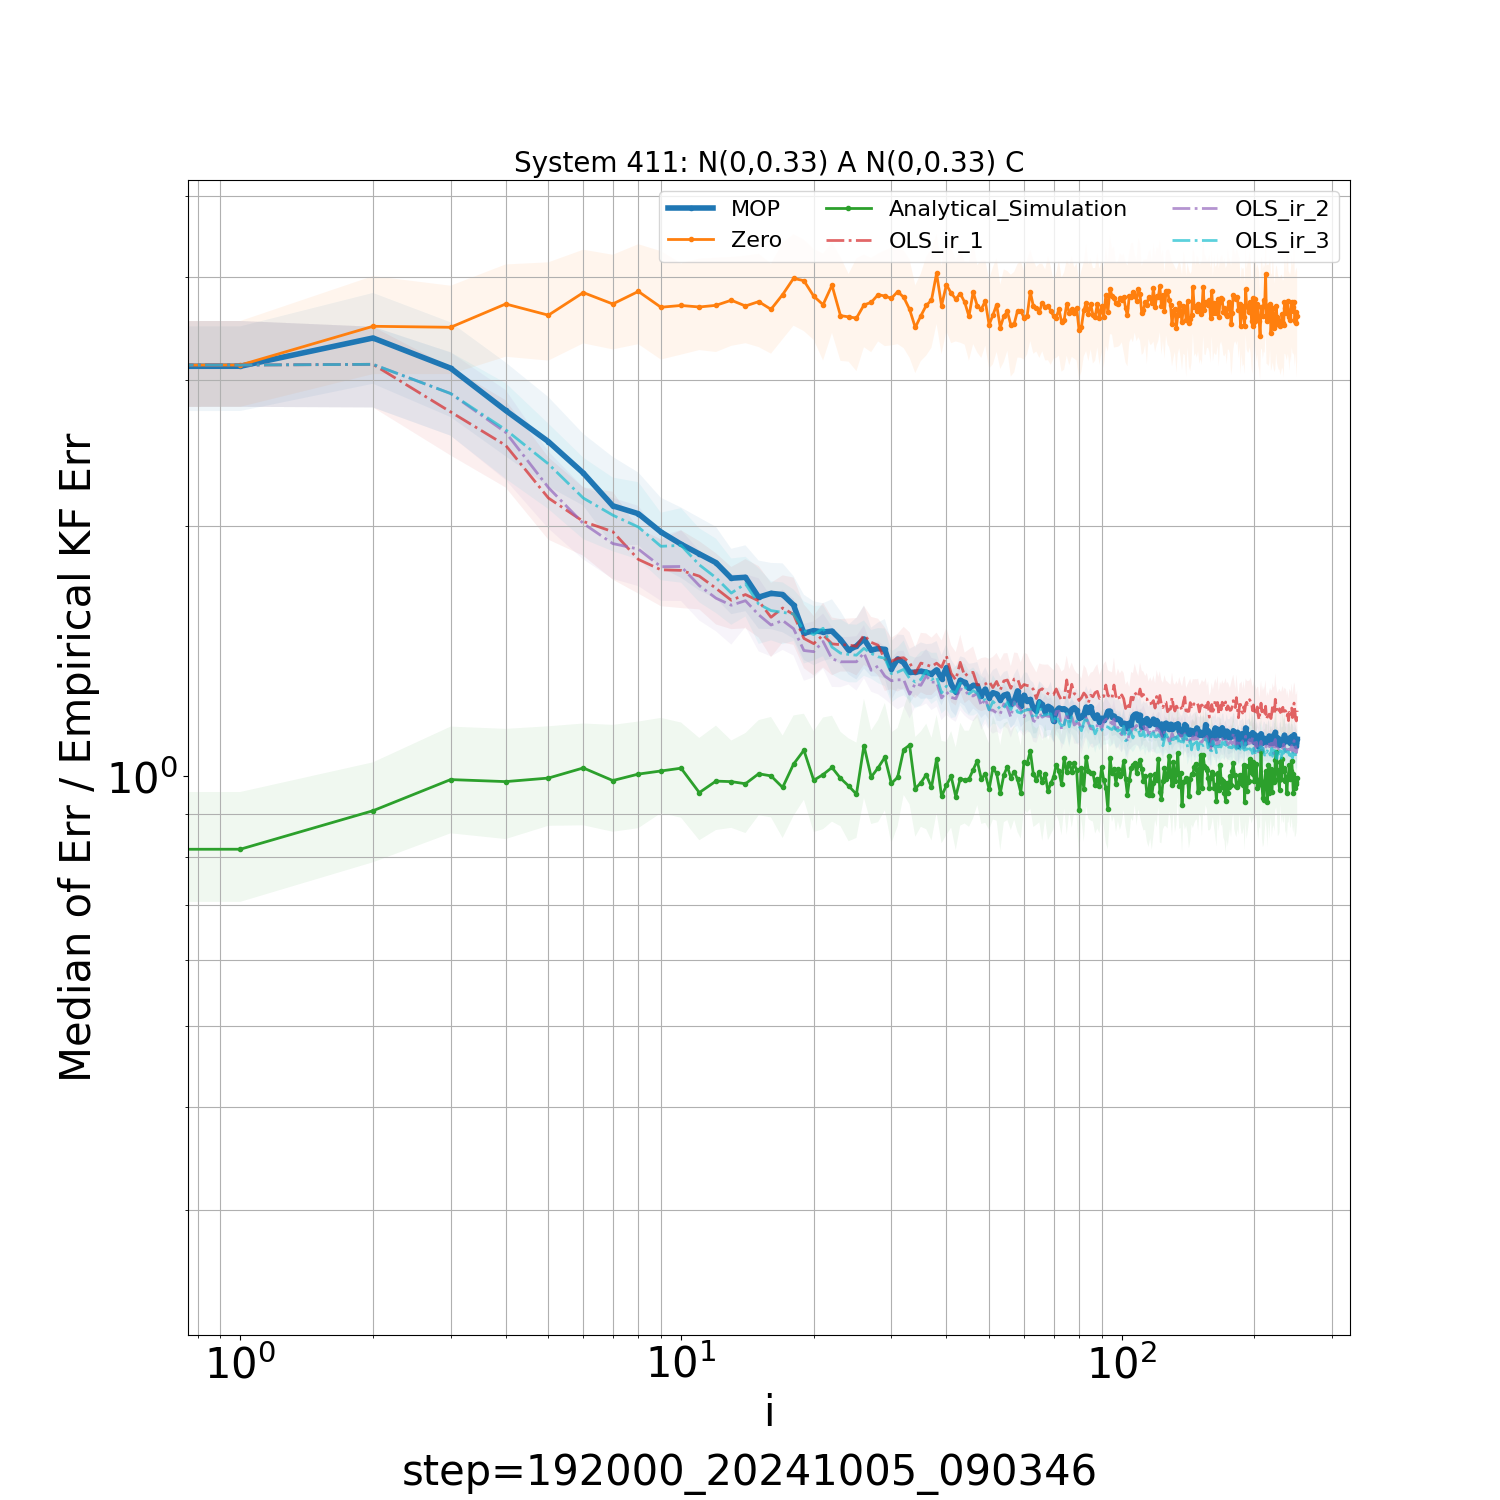 System 411: N(0,0.33) A N(0,0.33) C
MOP
Zero
Analytical_Simulation
OLS_ir_1
OLS_ir_2
OLS_ir_3
Median of Err / Empirical KF Err
10⁰
10⁰
10¹
10²
i
step=192000_20241005_090346